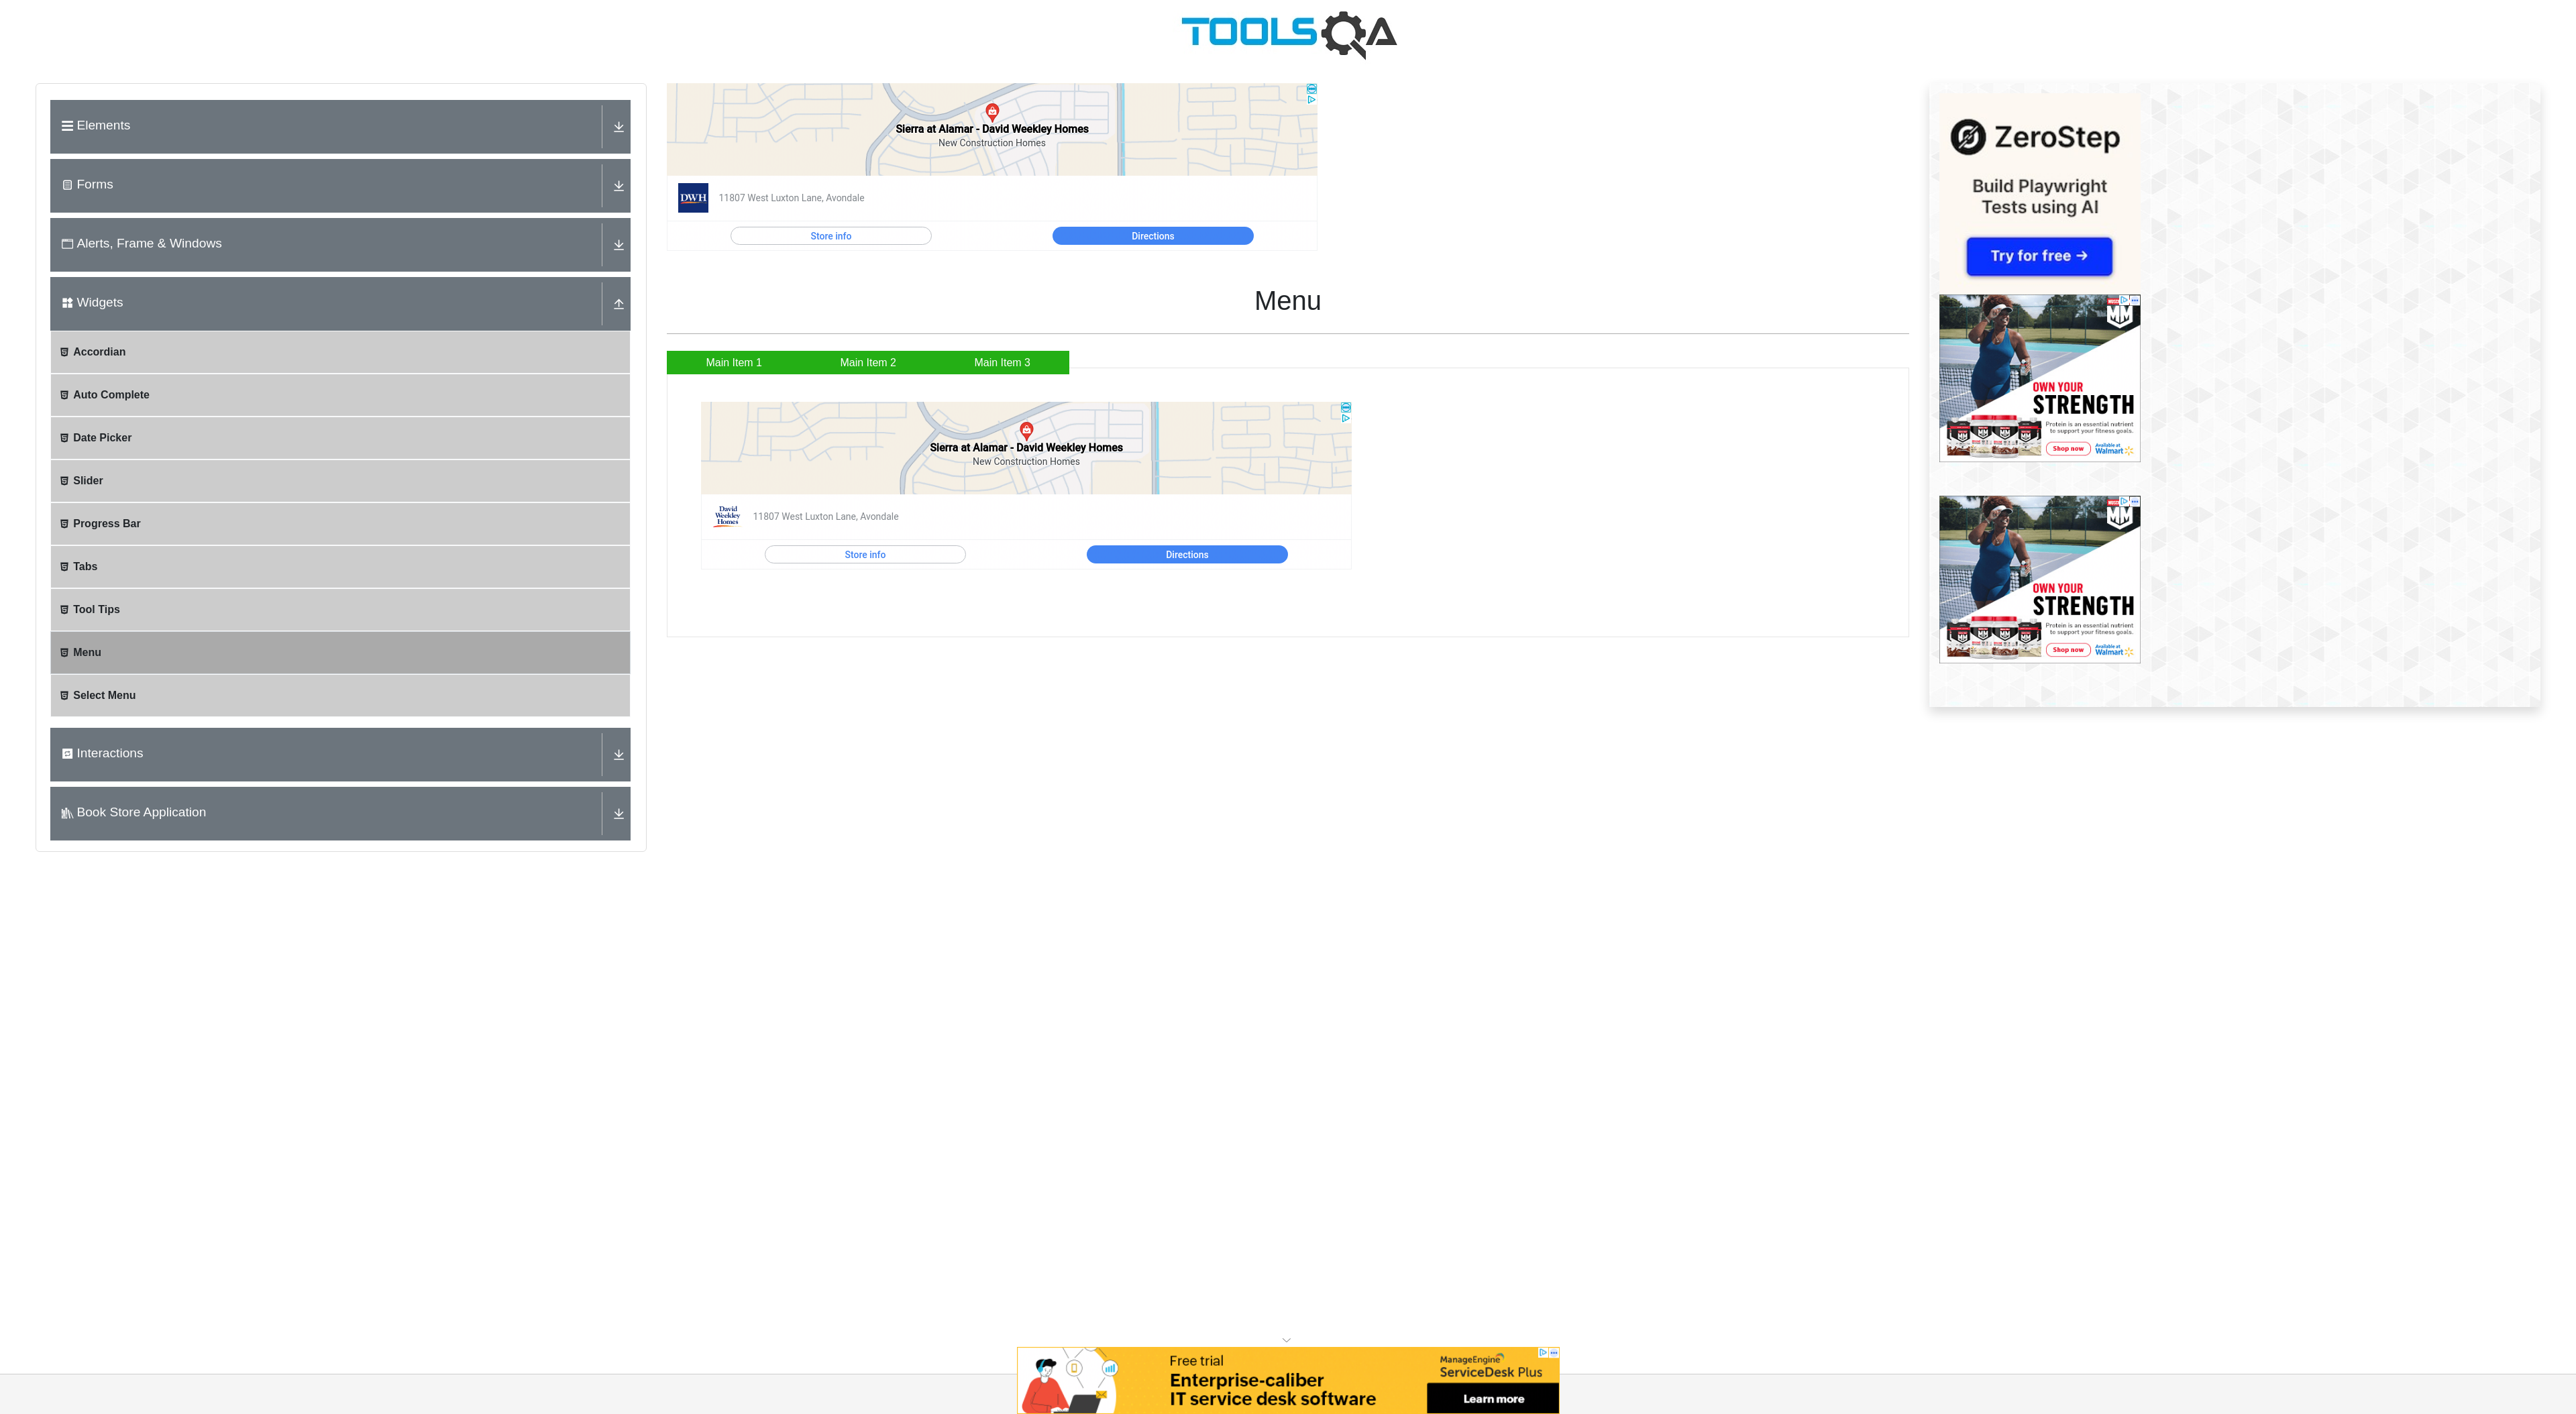 TOOLSQA
Elements
Forms
Alerts, Frame & Windows
Widgets
Accordian
Auto Complete
Date Picker
Slider
Progress Bar
Tabs
Tool Tips
Menu
Select Menu
Interactions
Book Store Application
Sierra at Alamar - David Weekley Homes
New Construction Homes
DWH
11807 West Luxton Lane, Avondale
Store info
Directions
Menu
Main Item 1
Main Item 2
Main Item 3
Sierra at Alamar - David Weekley Homes
New Construction Homes
David
Weekley
Homes
11807 West Luxton Lane, Avondale
Store info
Directions
ZeroStep
Build Playwright
Tests using AI
Try for free →
MM
OWN YOUR
STRENGTH
Protein is an essential nutrient
to support your fitness goals.
Shop now
Available at
Walmart
MM
OWN YOUR
STRENGTH
Protein is an essential nutrient
to support your fitness goals.
Shop now
Available at
Walmart
Free trial
Enterprise-caliber
IT service desk software
ManageEngine
ServiceDesk Plus
Learn more